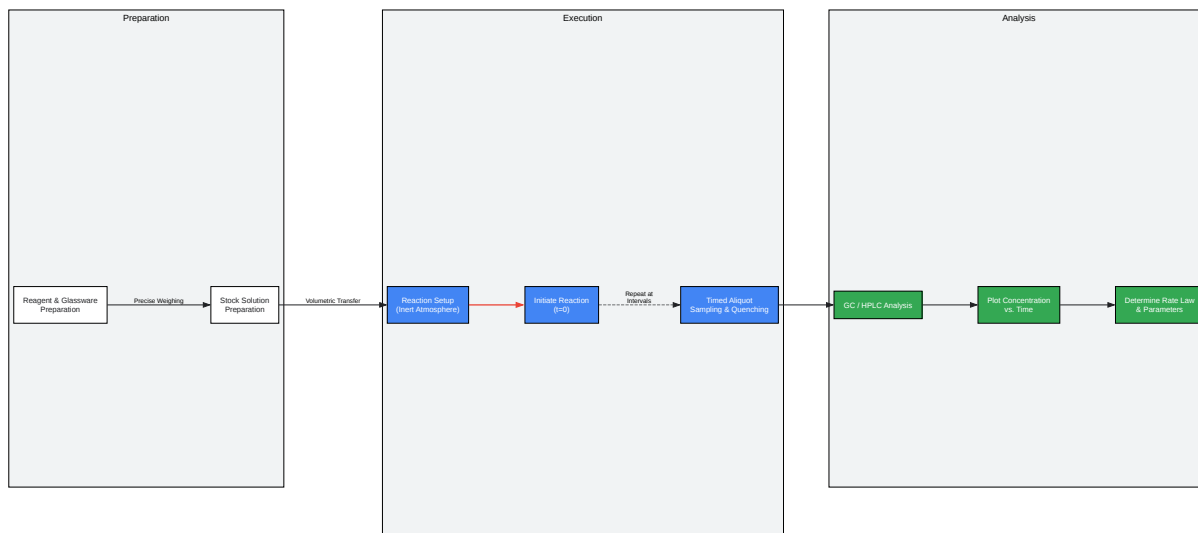 Preparation
Execution
Analysis
Reagent & Glassware
Preparation
Precise Weighing
Stock Solution
Preparation
Volumetric Transfer
Reaction Setup
(Inert Atmosphere)
Initiate Reaction
(t=0)
Repeat at
Intervals
Timed Aliquot
Sampling & Quenching
GC / HPLC Analysis
Plot Concentration
vs. Time
Determine Rate Law
& Parameters